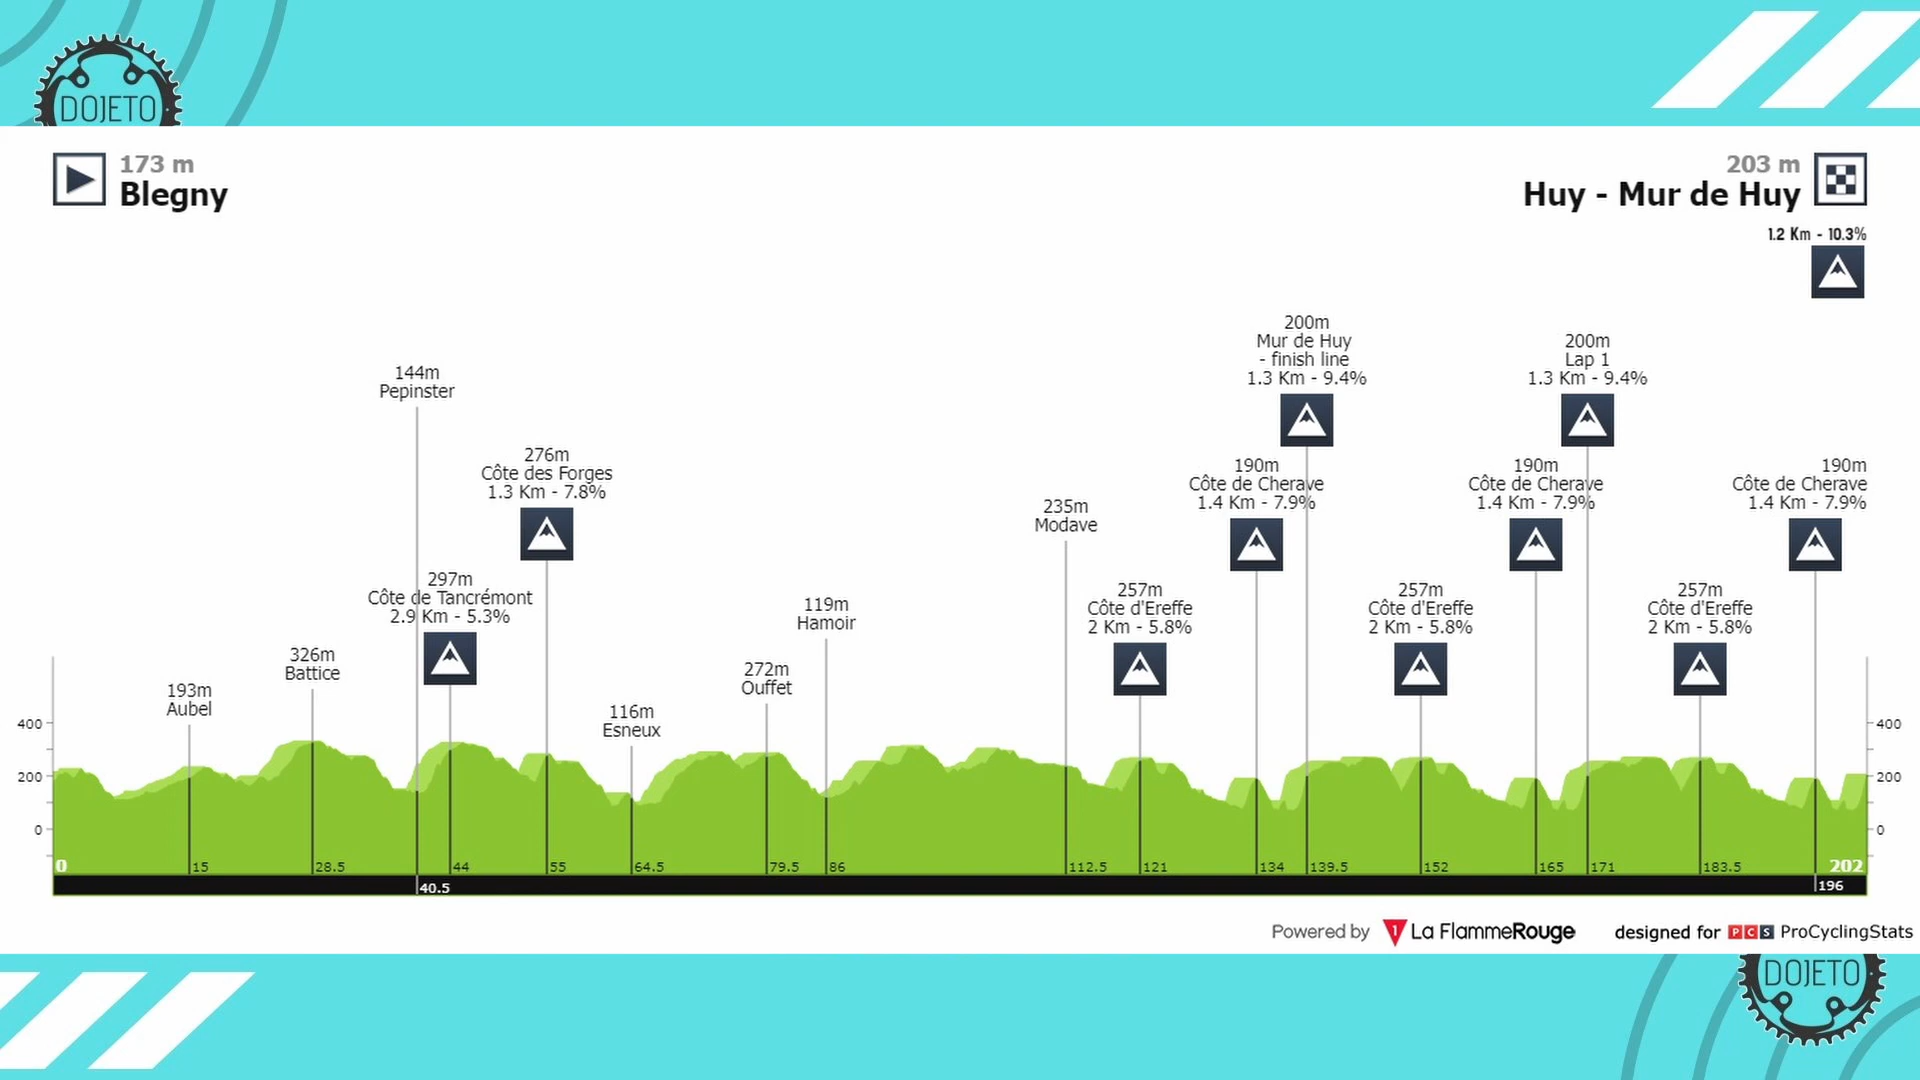 DOJETO
173 m
Blegny
203 m
Huy - Mur de Huy
1.2 Km - 10.3%
200m
Mur de Huy
- finish line
1.3 Km - 9.4%
200m
Lap 1
1.3 Km - 9.4%
144m
Pepinster
276m
Côte des Forges
1.3 Km - 7.8%
190m
Côte de Cherave
1.4 Km - 7.9%
190m
Côte de Cherave
1.4 Km - 7.9%
190m
Côte de Cherave
1.4 Km - 7.9%
235m
Modave
297m
Côte de Tancrémont
2.9 Km - 5.3%
119m
Hamoir
257m
Côte d'Ereffe
2 Km - 5.8%
257m
Côte d'Ereffe
2 Km - 5.8%
257m
Côte d'Ereffe
2 Km - 5.8%
326m
Battice
272m
Ouffet
193m
Aubel
116m
Esneux
400
200
0
400
200
0
0
15
28.5
40.5
44
55
64.5
79.5
86
112.5
121
134
139.5
152
165
171
183.5
196
202
Powered by 1 La FlammeRouge
designed for PCS ProCyclingStats
DOJETO